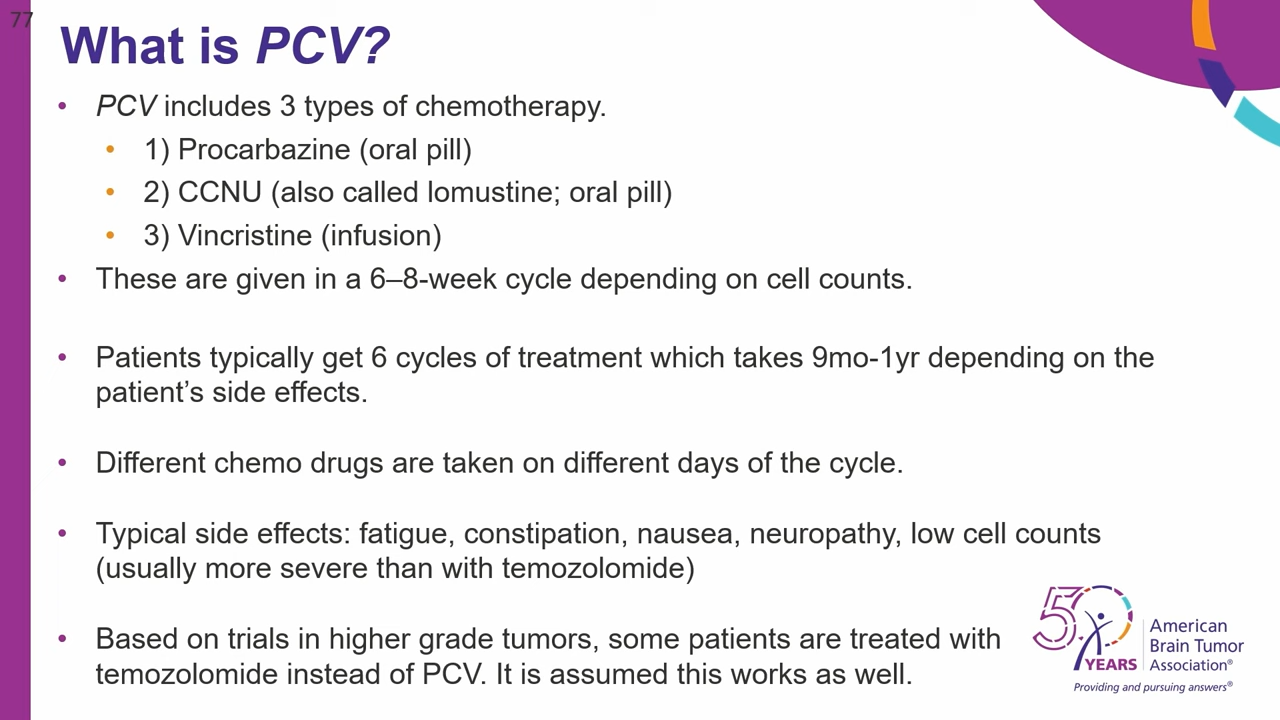 77
What is PCV?
• PCV includes 3 types of chemotherapy.
• 1) Procarbazine (oral pill)
• 2) CCNU (also called lomustine; oral pill)
• 3) Vincristine (infusion)
• These are given in a 6–8-week cycle depending on cell counts.
• Patients typically get 6 cycles of treatment which takes 9mo-1yr depending on the
patient’s side effects.
• Different chemo drugs are taken on different days of the cycle.
• Typical side effects: fatigue, constipation, nausea, neuropathy, low cell counts
(usually more severe than with temozolomide)
• Based on trials in higher grade tumors, some patients are treated with
temozolomide instead of PCV. It is assumed this works as well.
50
YEARS
American
Brain Tumor
Association®
Providing and pursuing answers®